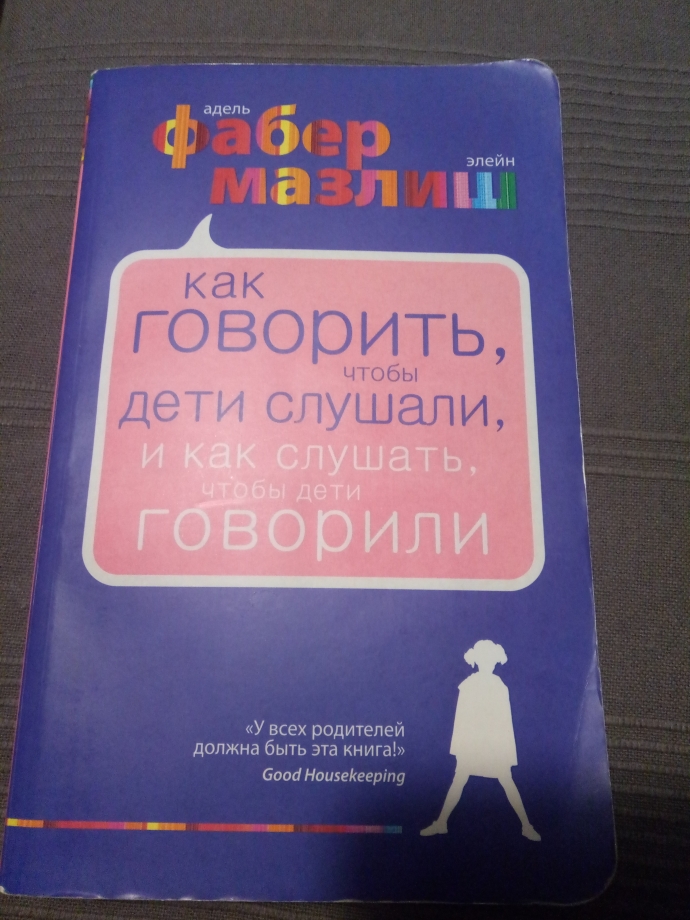 адель
фабер
элейн
мазлиш
как
говорить,
чтобы
дети слушали,
и как слушать,
чтобы дети
говорили
«У всех родителей
должна быть эта книга!»
Good Housekeeping